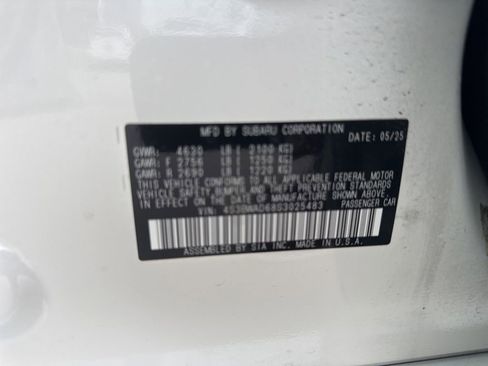 MFD BY SUBARU CORPORATION DATE: 05/25
GVWR: 4630 LB ( 2100 KG)
GAWR: F 2756 LB ( 1250 KG)
GAWR: R 2690 LB ( 1220 KG)
THIS VEHICLE CONFORMS TO ALL APPLICABLE FEDERAL MOTOR
VEHICLE SAFETY, BUMPER, AND THEFT PREVENTION STANDARDS
IN EFFECT ON THE DATE OF MANUFACTURE SHOWN ABOVE.
VIN: PASSENGER CAR
ASSEMBLED BY SIA INC. MADE IN U.S.A.